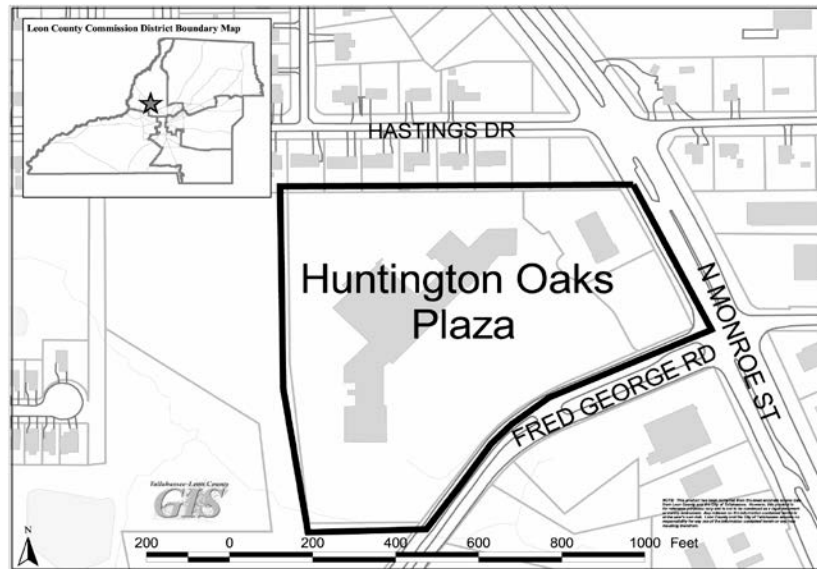 Leon County Commission District Boundary Map
HASTINGS DR
Huntington Oaks
Plaza
N MONROE ST
FRED GEORGE RD
Tallahassee-Leon County
GIS
N
200 0 200 400 600 800 1000 Feet